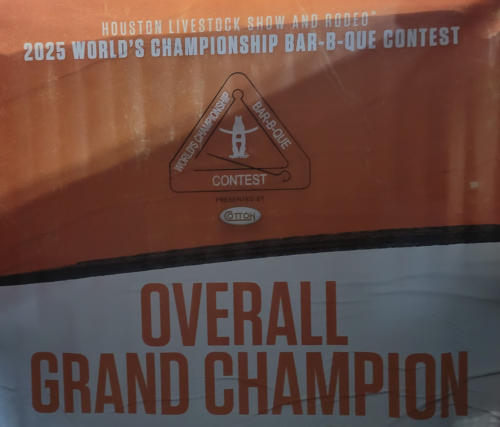 HOUSTON LIVESTOCK SHOW AND RODEO®
2025 WORLD'S CHAMPIONSHIP BAR-B-QUE CONTEST
WORLD'S CHAMPIONSHIP
BAR-B-QUE
CONTEST
PRESENTED BY
COTTON
OVERALL
GRAND CHAMPION